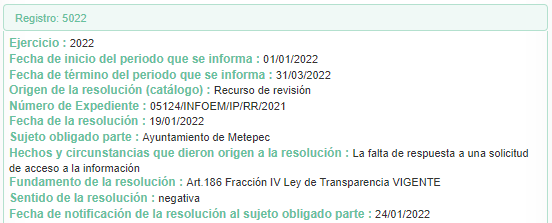 Registro: 5022
Ejercicio : 2022
Fecha de inicio del periodo que se informa : 01/01/2022
Fecha de término del periodo que se informa : 31/03/2022
Origen de la resolución (catálogo) : Recurso de revisión
Número de Expediente : 05124/INFOEM/IP/RR/2021
Fecha de la resolución : 19/01/2022
Sujeto obligado parte : Ayuntamiento de Metepec
Hechos y circunstancias que dieron origen a la resolución : La falta de respuesta a una solicitud
de acceso a la información
Fundamento de la resolución : Art.186 Fracción IV Ley de Transparencia VIGENTE
Sentido de la resolución : negativa
Fecha de notificación de la resolución al sujeto obligado parte : 24/01/2022